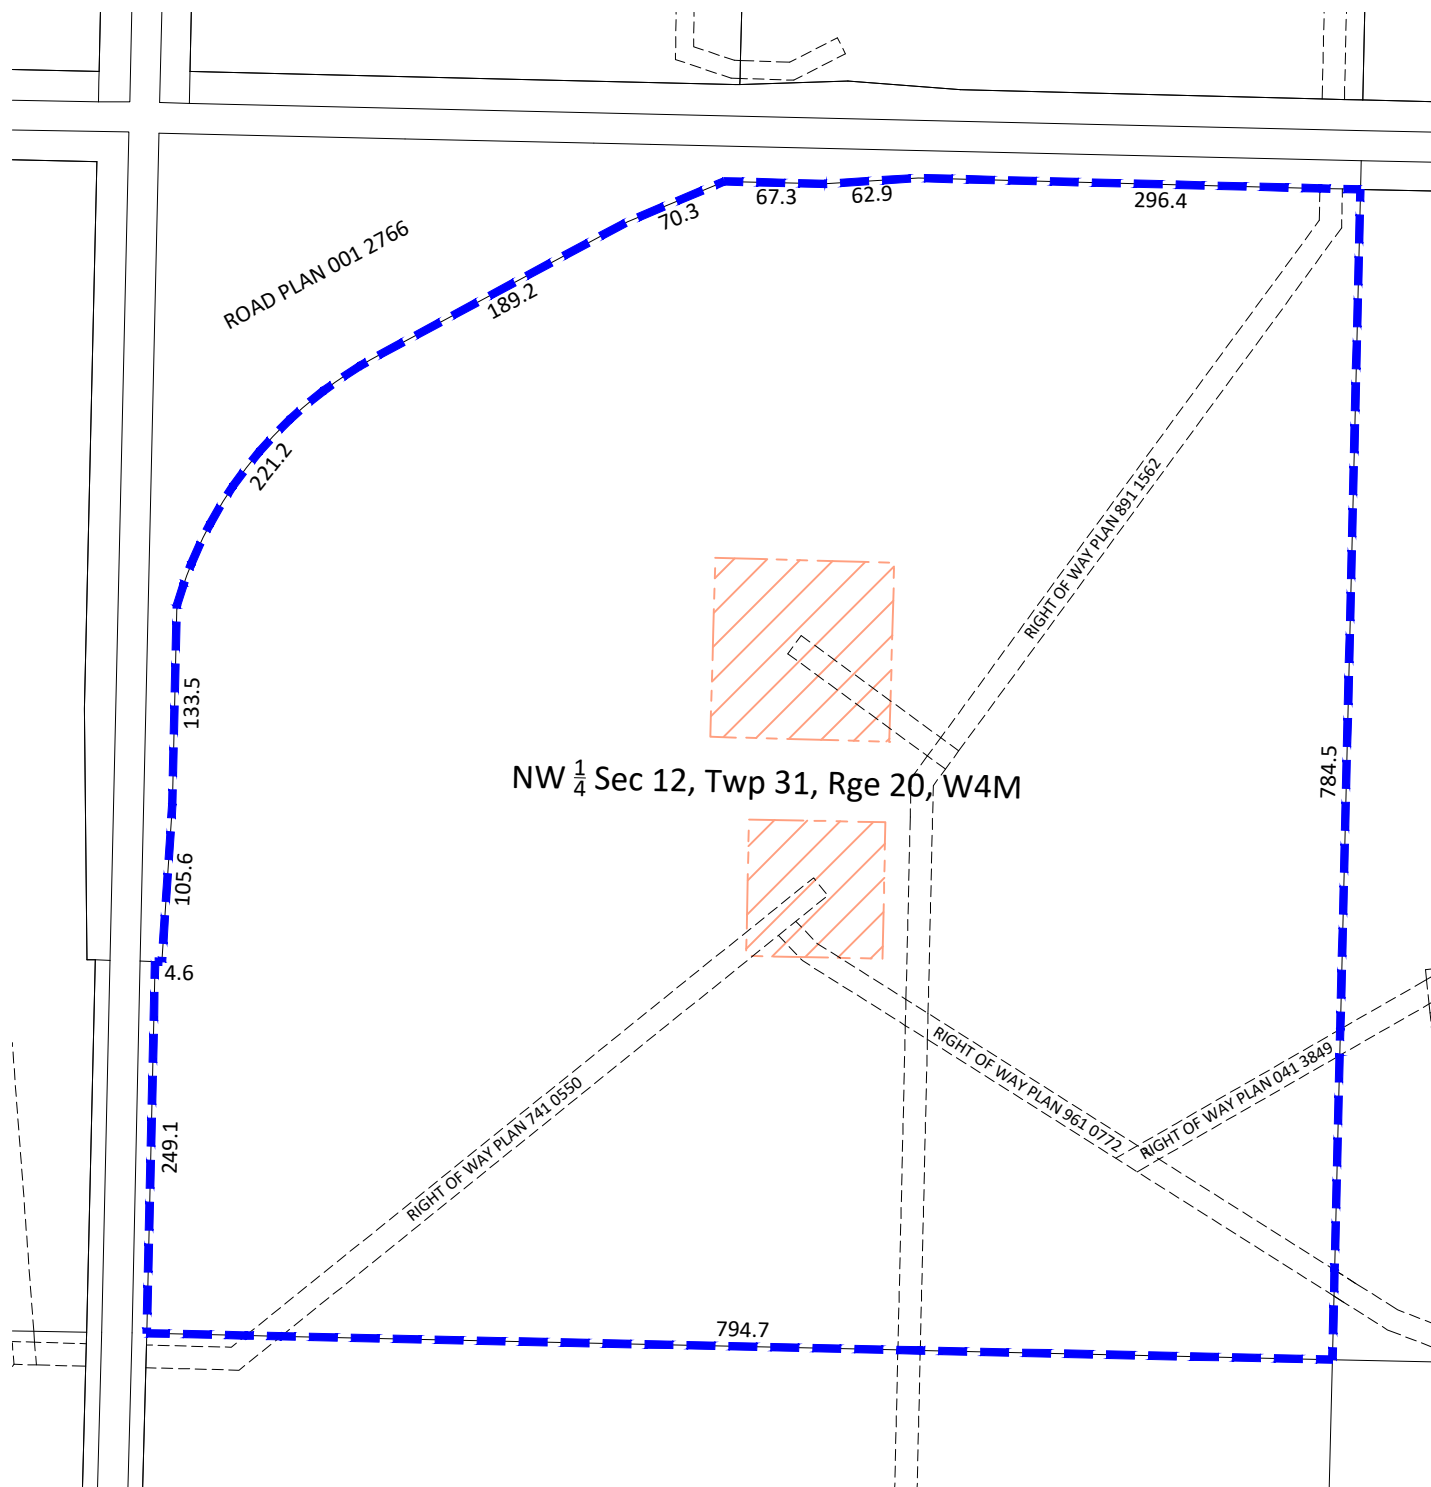 67.3
62.9
296.4
70.3
ROAD PLAN 001 2766
189.2
221.2
RIGHT OF WAY PLAN 891 1562
133.5
NW 1/4 Sec 12, Twp 31, Rge 20, W4M
784.5
105.6
4.6
RIGHT OF WAY PLAN 961 0772
RIGHT OF WAY PLAN 041 3849
RIGHT OF WAY PLAN 741 0550
249.1
794.7